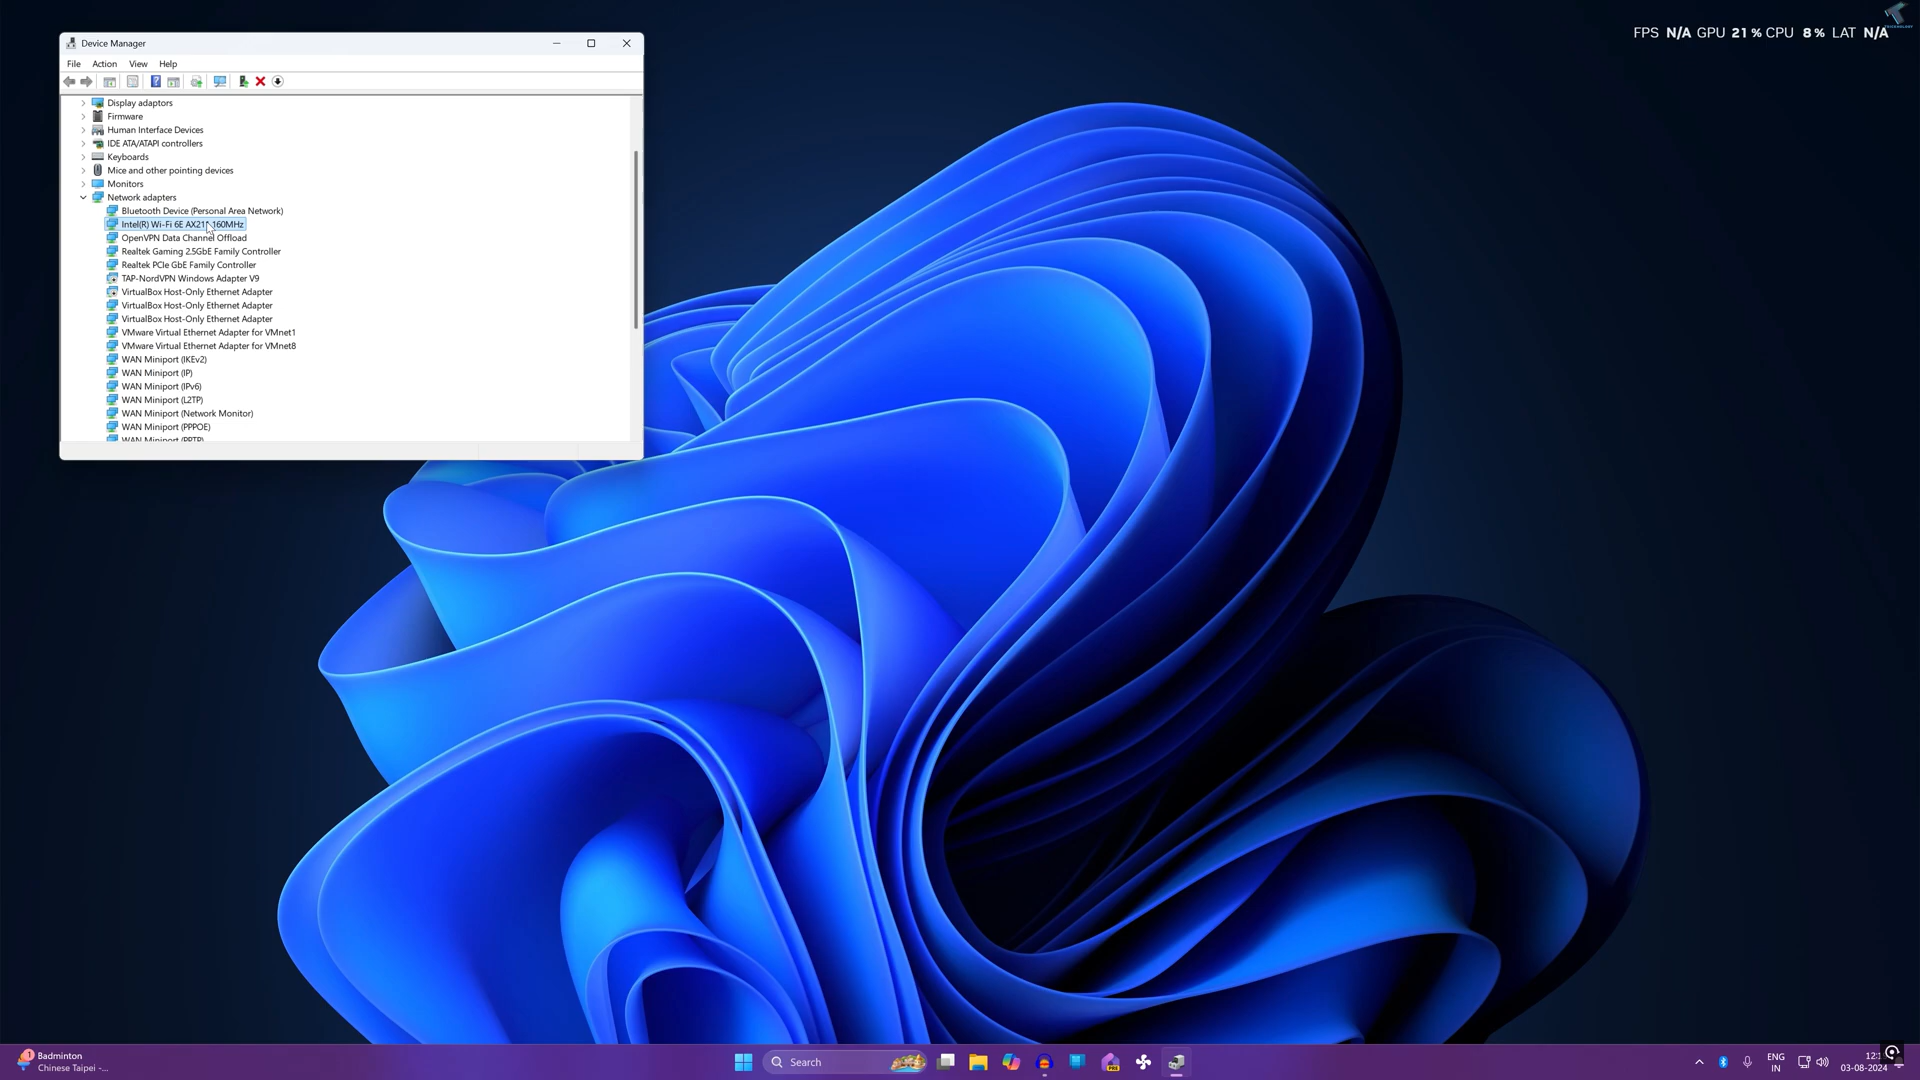 FPS N/A GPU 21 % CPU 8 % LAT N/A
Device Manager
File Action View Help
Display adaptors
Firmware
Human Interface Devices
IDE ATA/ATAPI controllers
Keyboards
Mice and other pointing devices
Monitors
Network adapters
Bluetooth Device (Personal Area Network)
Intel(R) Wi-Fi 6E 160MHz
OpenVPN Data Channel Offload
Realtek Gaming 2.5GbE Family Controller
Realtek PCIe GbE Family Controller
TAP-NordVPN Windows Adapter V9
VirtualBox Host-Only Ethernet Adapter
VirtualBox Host-Only Ethernet Adapter
VirtualBox Host-Only Ethernet Adapter
VMware Virtual Ethernet Adapter for VMnet1
VMware Virtual Ethernet Adapter for VMnet8
WAN Miniport (IKEv2)
WAN Miniport (IP)
WAN Miniport (IPv6)
WAN Miniport (L2TP)
WAN Miniport (Network Monitor)
WAN Miniport (PPPOE)
WAN Miniport (PPTP)
1
Badminton
Chinese Taipei -...
Search
PRE
ENG
IN
03-08-2024